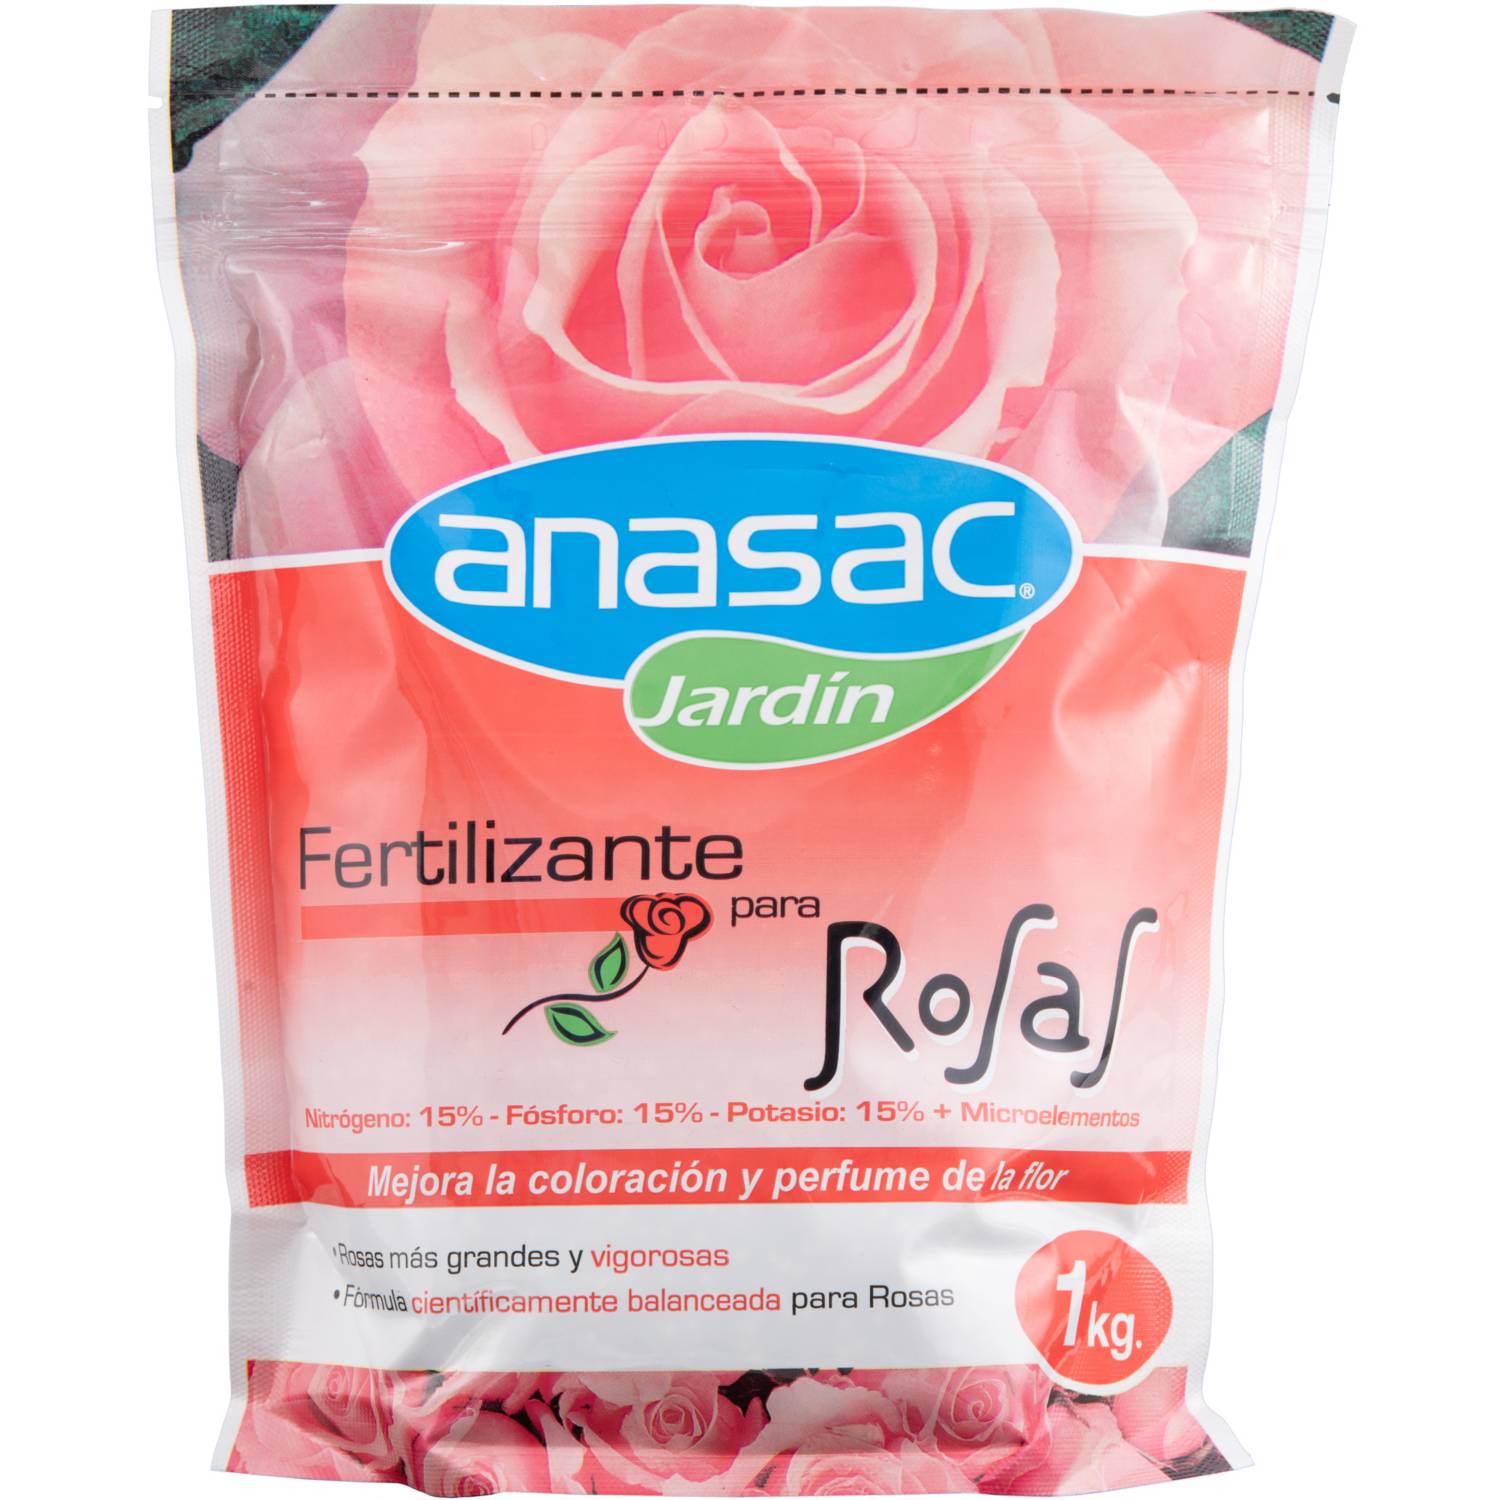 anasac®
Jardín
Fertilizante
para
Rosas
Nitrógeno: 15% - Fósforo: 15% - Potasio: 15% + Microelementos
Mejora la coloración y perfume de la flor
• Rosas más grandes y vigorosas
• Fórmula científicamente balanceada para Rosas
1kg.